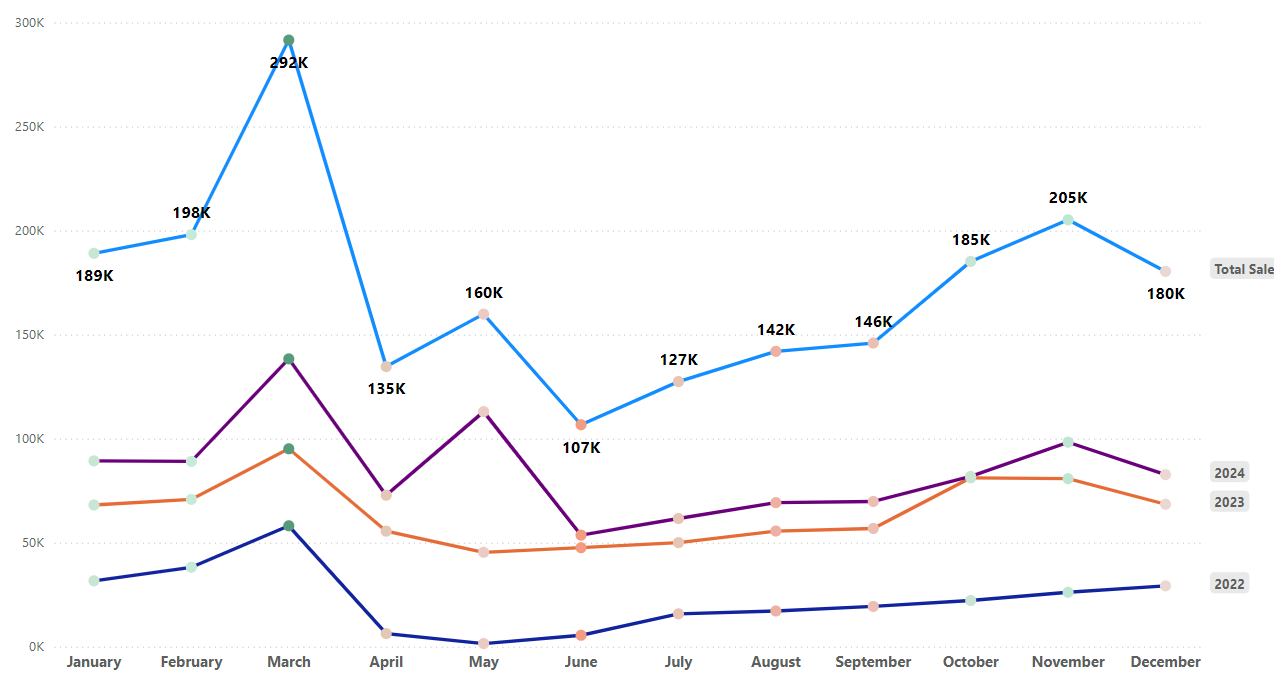 300K
292K
250K
198K
205K
200K
185K
189K
Total Sale
180K
160K
150K
146K
142K
127K
135K
100K
107K
2024
2023
50K
2022
0K
January February March April May June July August September October November December